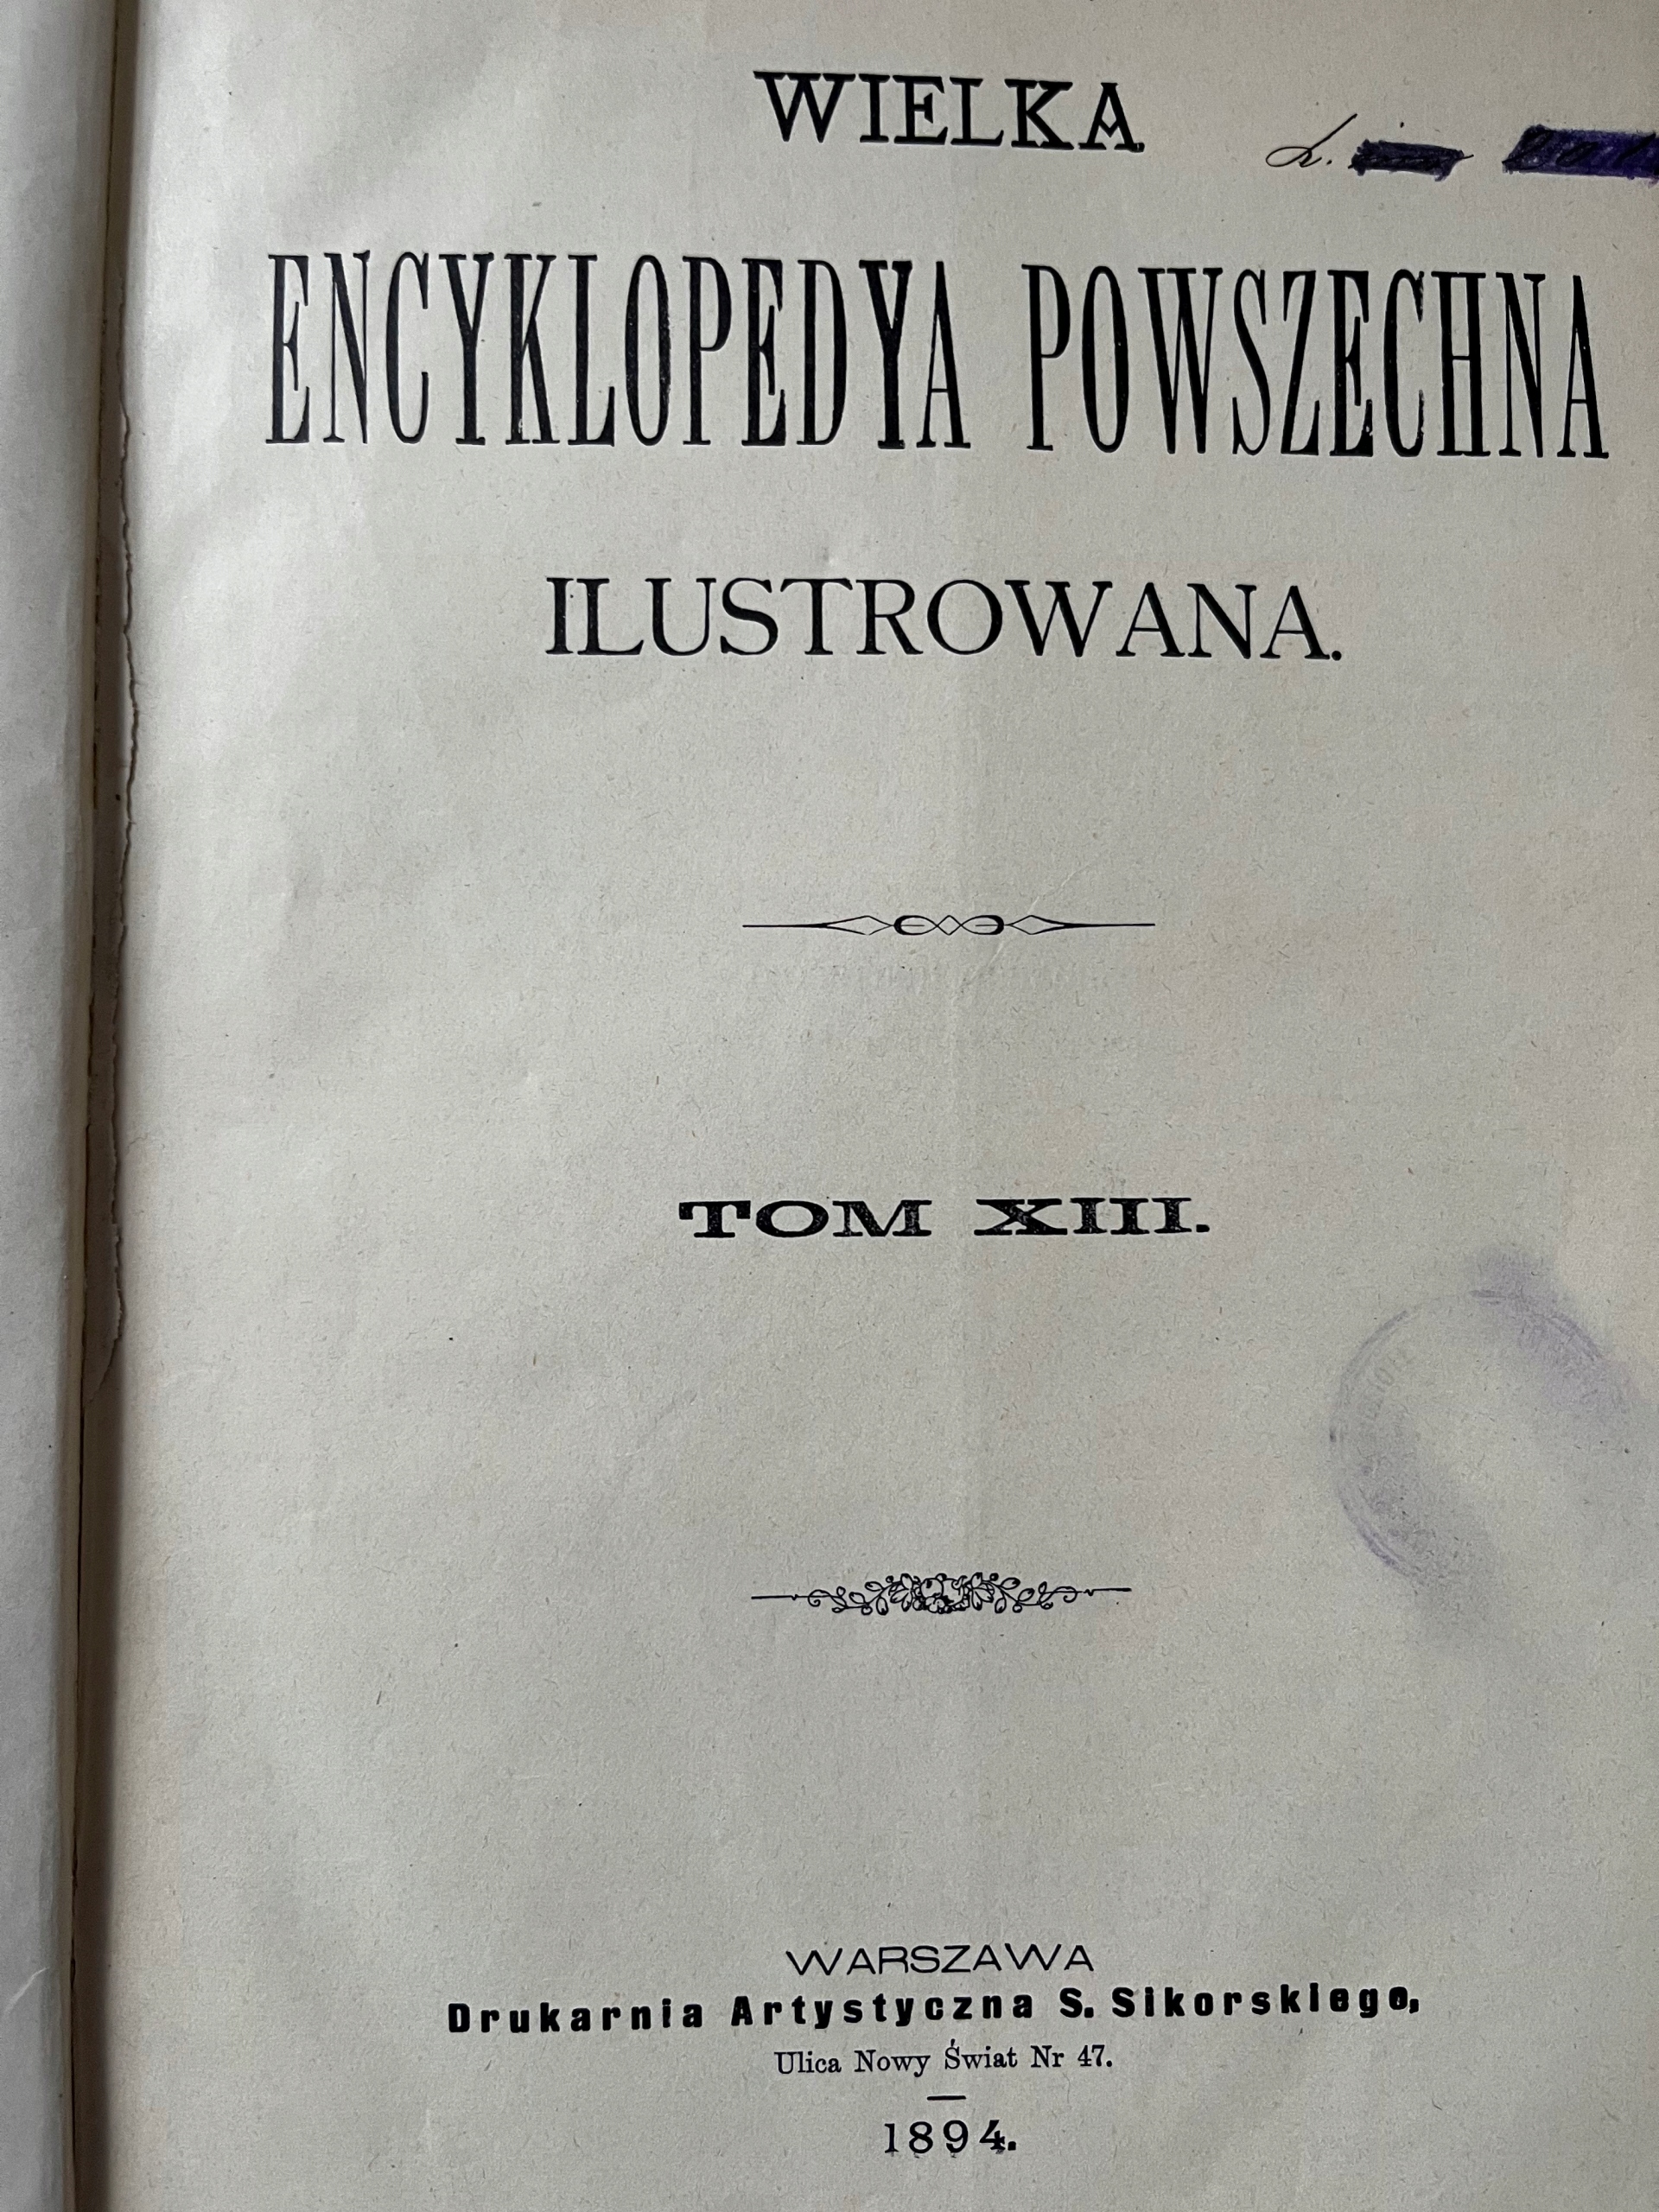 WIELKA
ENCYKLOPEDYA POWSZECHNA
ILUSTROWANA.
TOM XIII.
WARSZAWA
Drukarnia Artystyczna S. Sikorskiego,
Ulica Nowy Świat Nr 47.
1894.